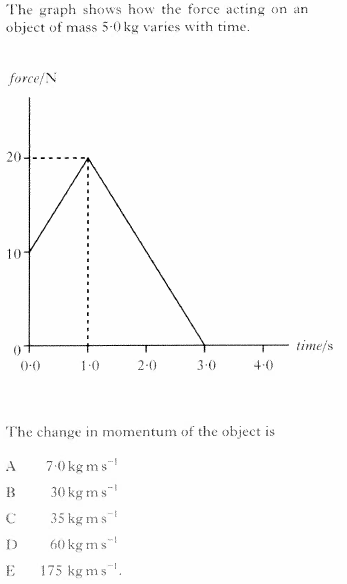 The graph shows how the force acting on an
object of mass 5·0 kg varies with time.
force/N
20
10
0
0·0 1·0 2·0 3·0 4·0
time/s
The change in momentum of the object is
A 7·0 kg m s⁻¹
B 30 kg m s⁻¹
C 35 kg m s⁻¹
D 60 kg m s⁻¹
E 175 kg m s⁻¹.